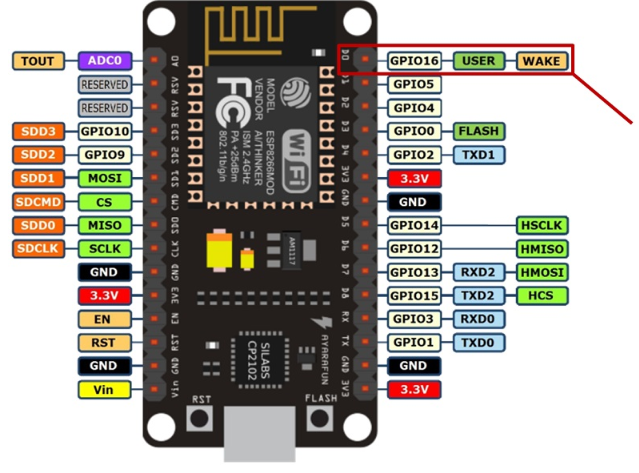 TOUT ADC0 A0 D0 GPIO16 USER WAKE
RESERVED RSV D1 GPIO5
RESERVED RSV D2 GPIO4
SDD3 GPIO10 SD3 D3 GPIO0 FLASH
SDD2 GPIO9 SD2 D4 GPIO2 TXD1
SDD1 MOSI SD1 3V3 3.3V
SDCMD CS CMD GND GND
SDD0 MISO SD0 D5 GPIO14 HSCLK
SDCLK SCLK CLK D6 GPIO12 HMISO
GND GND D7 GPIO13 RXD2 HMOSI
3.3V 3V3 D8 GPIO15 TXD2 HCS
EN EN RX GPIO3 RXD0
RST RST TX GPIO1 TXD0
GND GND GND GND
Vin Vin 3V3 3.3V
MODEL ESP8266MOD
VENDOR AI/THINKER
ISM 2.4GHz
PA +25dBm
802.11b/g/n
FC
Wi Fi
AM1117
SILABS
CP2102
AYARAFUN
RST
FLASH